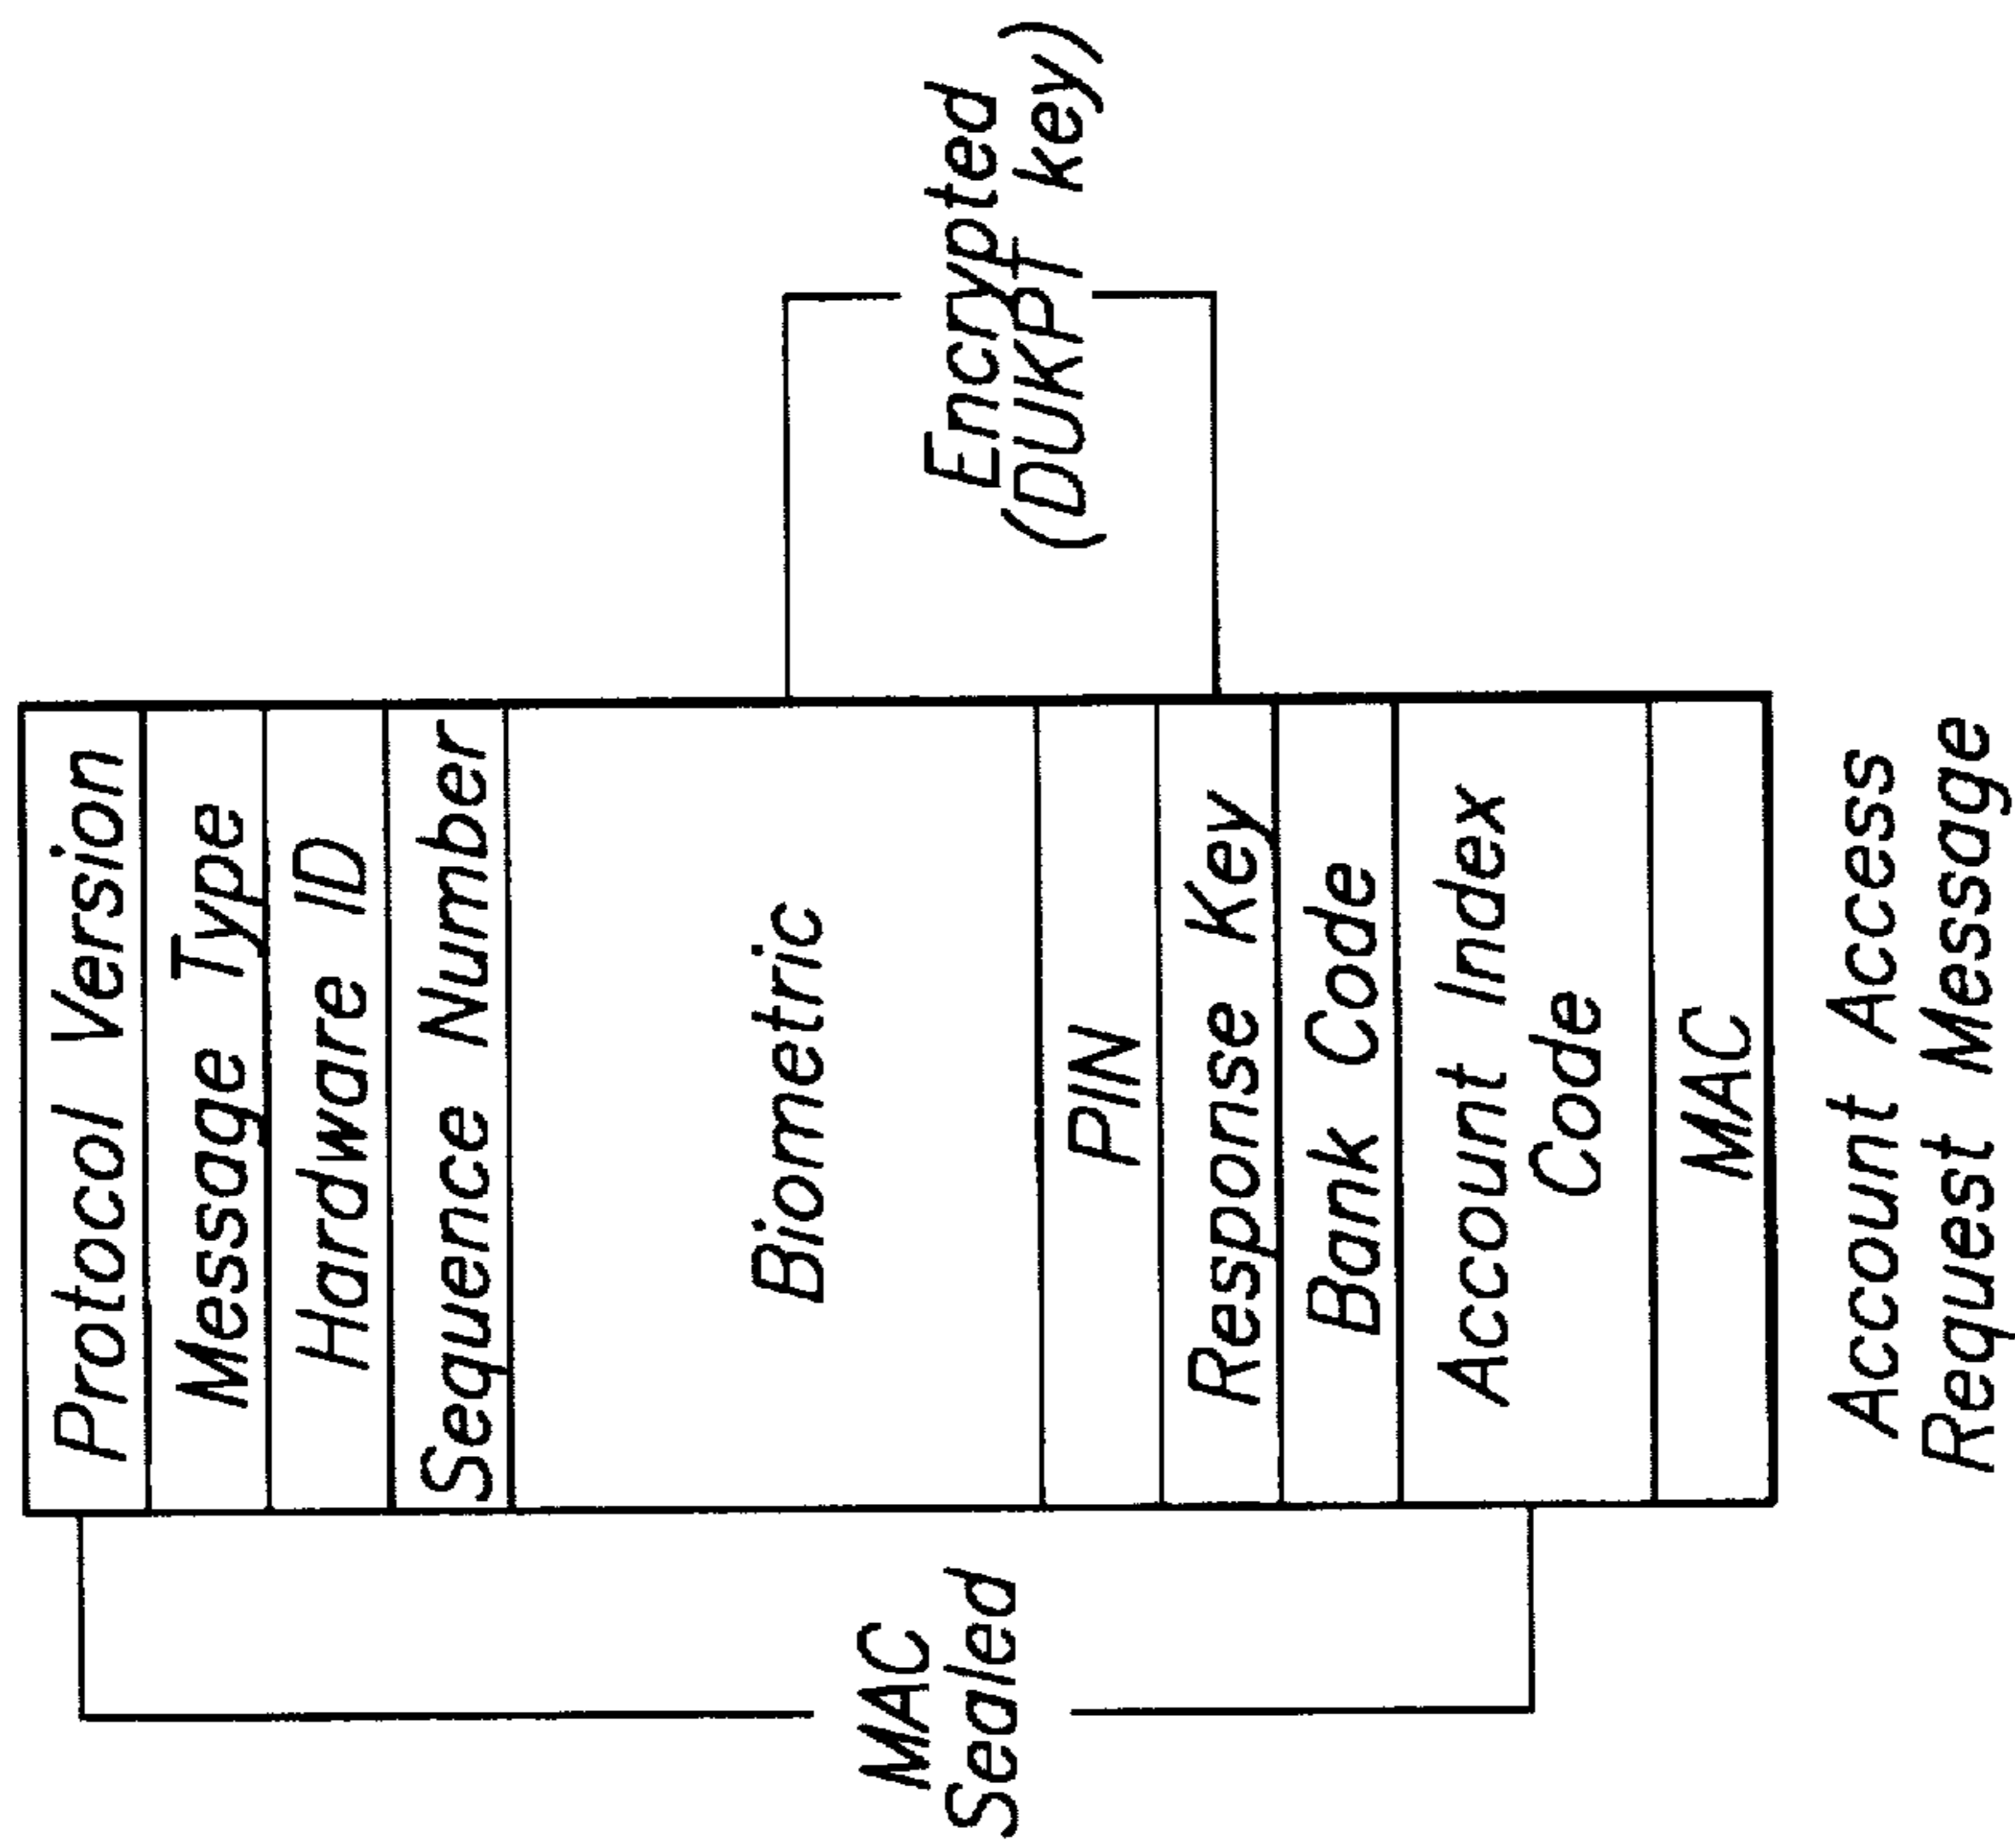 Protocol Version
Message Type
Hardware ID
Sequence Number
Biometric
PIN
Response Key
Bank Code
Account Index
Code
MAC
MAC
Sealed
Encrypted
(DUKPT key)
Account Access
Request Message